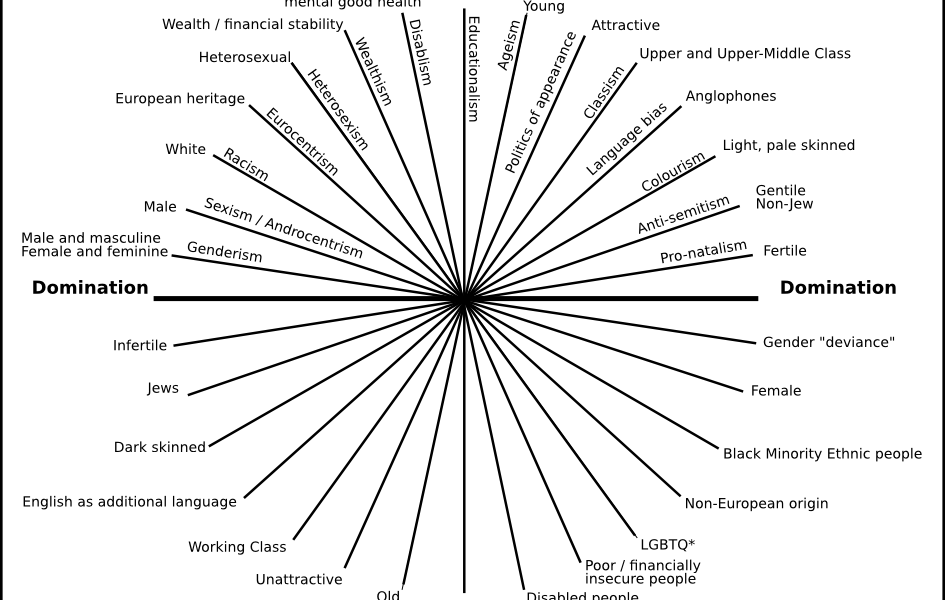 mental good health
Young
Wealth / financial stability
Attractive
Heterosexual
Upper and Upper-Middle Class
European heritage
Anglophones
White
Light, pale skinned
Male
Gentile
Non-Jew
Male and masculine
Female and feminine
Fertile
Genderism
Sexism / Androcentrism
Racism
Eurocentrism
Heterosexism
Wealthism
Disablism
Educationalism
Ageism
Politics of appearance
Classism
Language bias
Colourism
Anti-semitism
Pro-natalism
Domination
Domination
Infertile
Gender "deviance"
Jews
Female
Dark skinned
Black Minority Ethnic people
English as additional language
Non-European origin
Working Class
LGBTQ*
Unattractive
Poor / financially
insecure people
Old
Disabled people